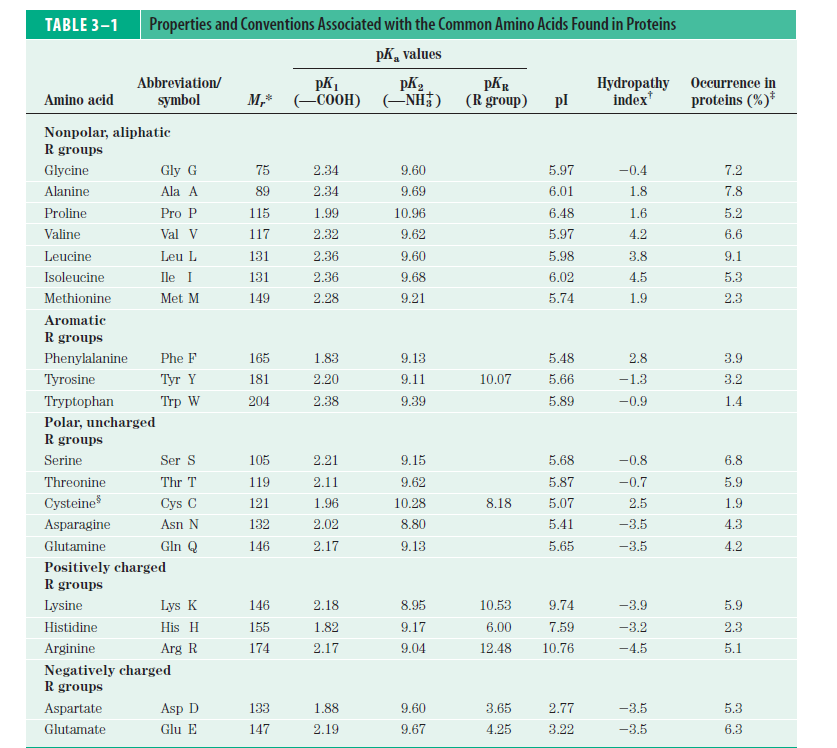 TABLE 3–1 Properties and Conventions Associated with the Common Amino Acids Found in Proteins
pKa values
Abbreviation/ pK1 pK2 pKR Hydropathy Occurrence in
Amino acid symbol Mr* (—COOH) (—NH3+) (R group) pI index† proteins (%)‡
Nonpolar, aliphatic
R groups
Glycine Gly G 75 2.34 9.60 5.97 −0.4 7.2
Alanine Ala A 89 2.34 9.69 6.01 1.8 7.8
Proline Pro P 115 1.99 10.96 6.48 1.6 5.2
Valine Val V 117 2.32 9.62 5.97 4.2 6.6
Leucine Leu L 131 2.36 9.60 5.98 3.8 9.1
Isoleucine Ile I 131 2.36 9.68 6.02 4.5 5.3
Methionine Met M 149 2.28 9.21 5.74 1.9 2.3
Aromatic
R groups
Phenylalanine Phe F 165 1.83 9.13 5.48 2.8 3.9
Tyrosine Tyr Y 181 2.20 9.11 10.07 5.66 −1.3 3.2
Tryptophan Trp W 204 2.38 9.39 5.89 −0.9 1.4
Polar, uncharged
R groups
Serine Ser S 105 2.21 9.15 5.68 −0.8 6.8
Threonine Thr T 119 2.11 9.62 5.87 −0.7 5.9
Cysteine§ Cys C 121 1.96 10.28 8.18 5.07 2.5 1.9
Asparagine Asn N 132 2.02 8.80 5.41 −3.5 4.3
Glutamine Gln Q 146 2.17 9.13 5.65 −3.5 4.2
Positively charged
R groups
Lysine Lys K 146 2.18 8.95 10.53 9.74 −3.9 5.9
Histidine His H 155 1.82 9.17 6.00 7.59 −3.2 2.3
Arginine Arg R 174 2.17 9.04 12.48 10.76 −4.5 5.1
Negatively charged
R groups
Aspartate Asp D 133 1.88 9.60 3.65 2.77 −3.5 5.3
Glutamate Glu E 147 2.19 9.67 4.25 3.22 −3.5 6.3